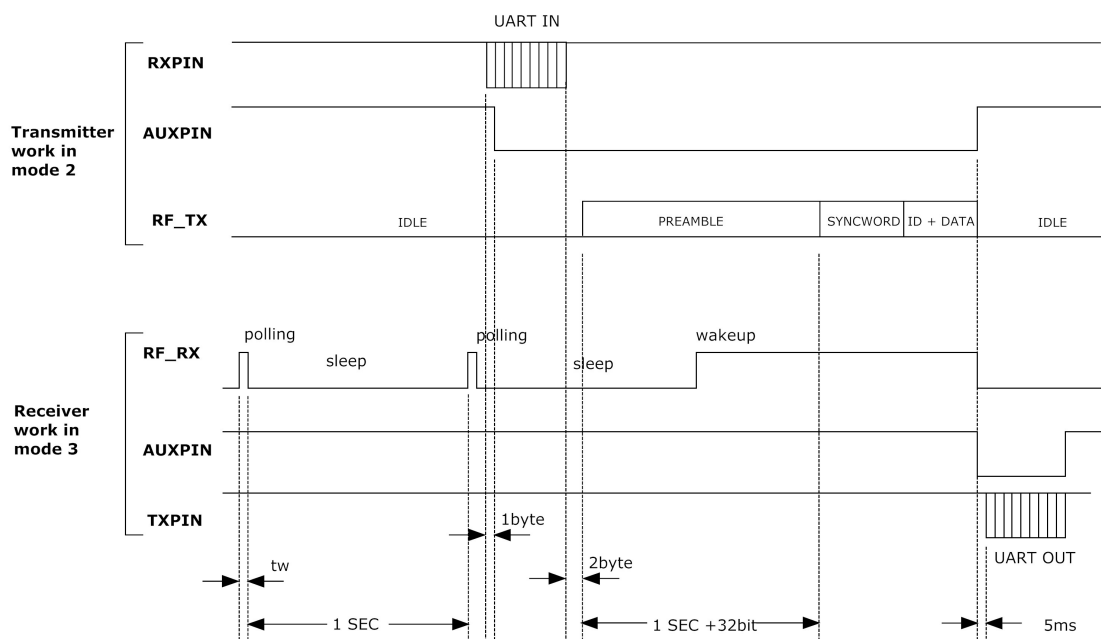 UART IN
RXPIN
Transmitter
work in
mode 2
AUXPIN
RF_TX
IDLE
PREAMBLE
SYNCWORD
ID + DATA
IDLE
polling
polling
wakeup
RF_RX
sleep
sleep
Receiver
work in
mode 3
AUXPIN
TXPIN
1byte
UART OUT
tw
2byte
1 SEC
1 SEC +32bit
5ms